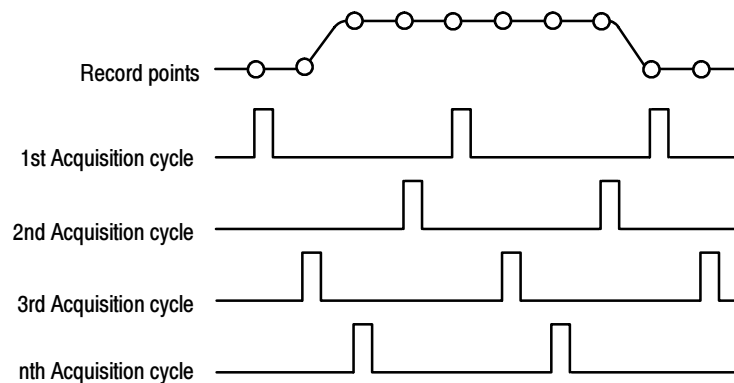 Record points
1st Acquisition cycle
2nd Acquisition cycle
3rd Acquisition cycle
nth Acquisition cycle